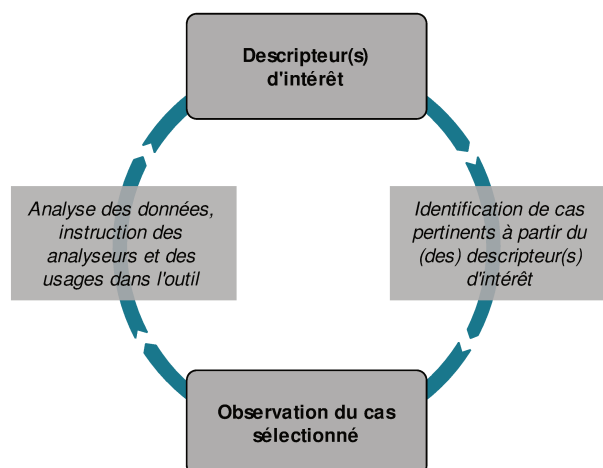 Descripteur(s)
d'intérêt
Analyse des données,
instruction des
analyseurs et des
usages dans l'outil
Identification de cas
pertinents à partir du
(des) descripteur(s)
d'intérêt
Observation du cas
sélectionné